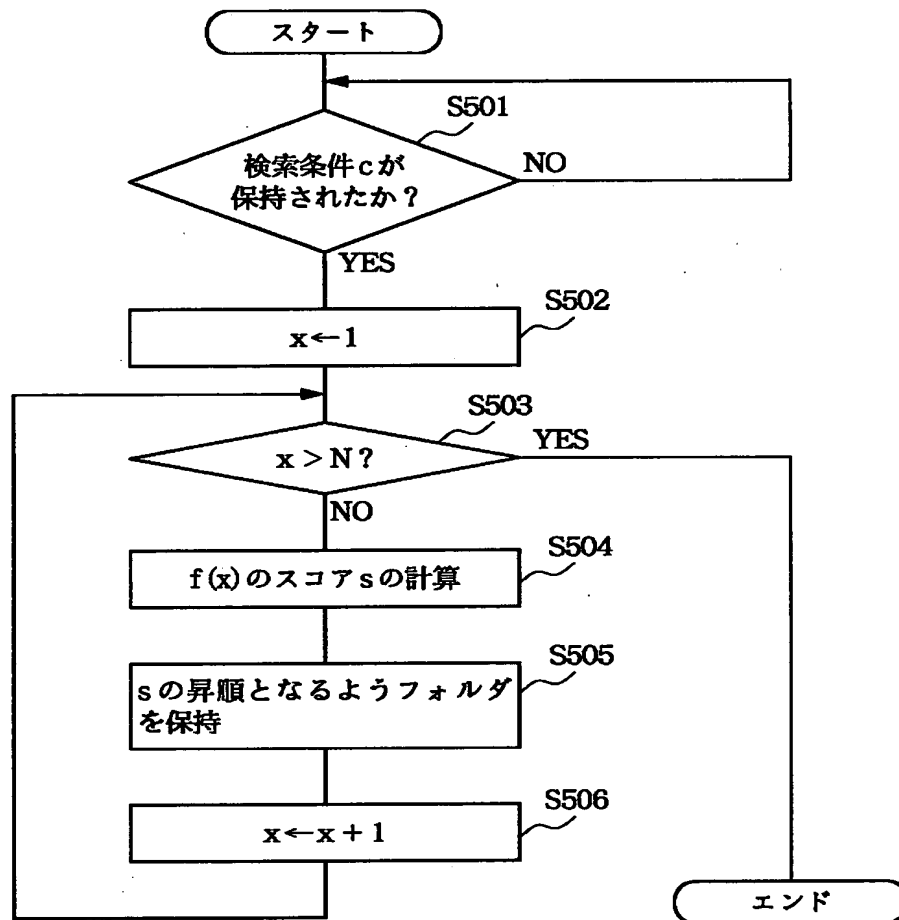 スタート
S501
検索条件cが
保持されたか？
NO
YES
S502
x←1
S503
x＞N？
YES
NO
S504
f(x)のスコアsの計算
S505
sの昇順となるようフォルダ
を保持
S506
x←x＋1
エンド